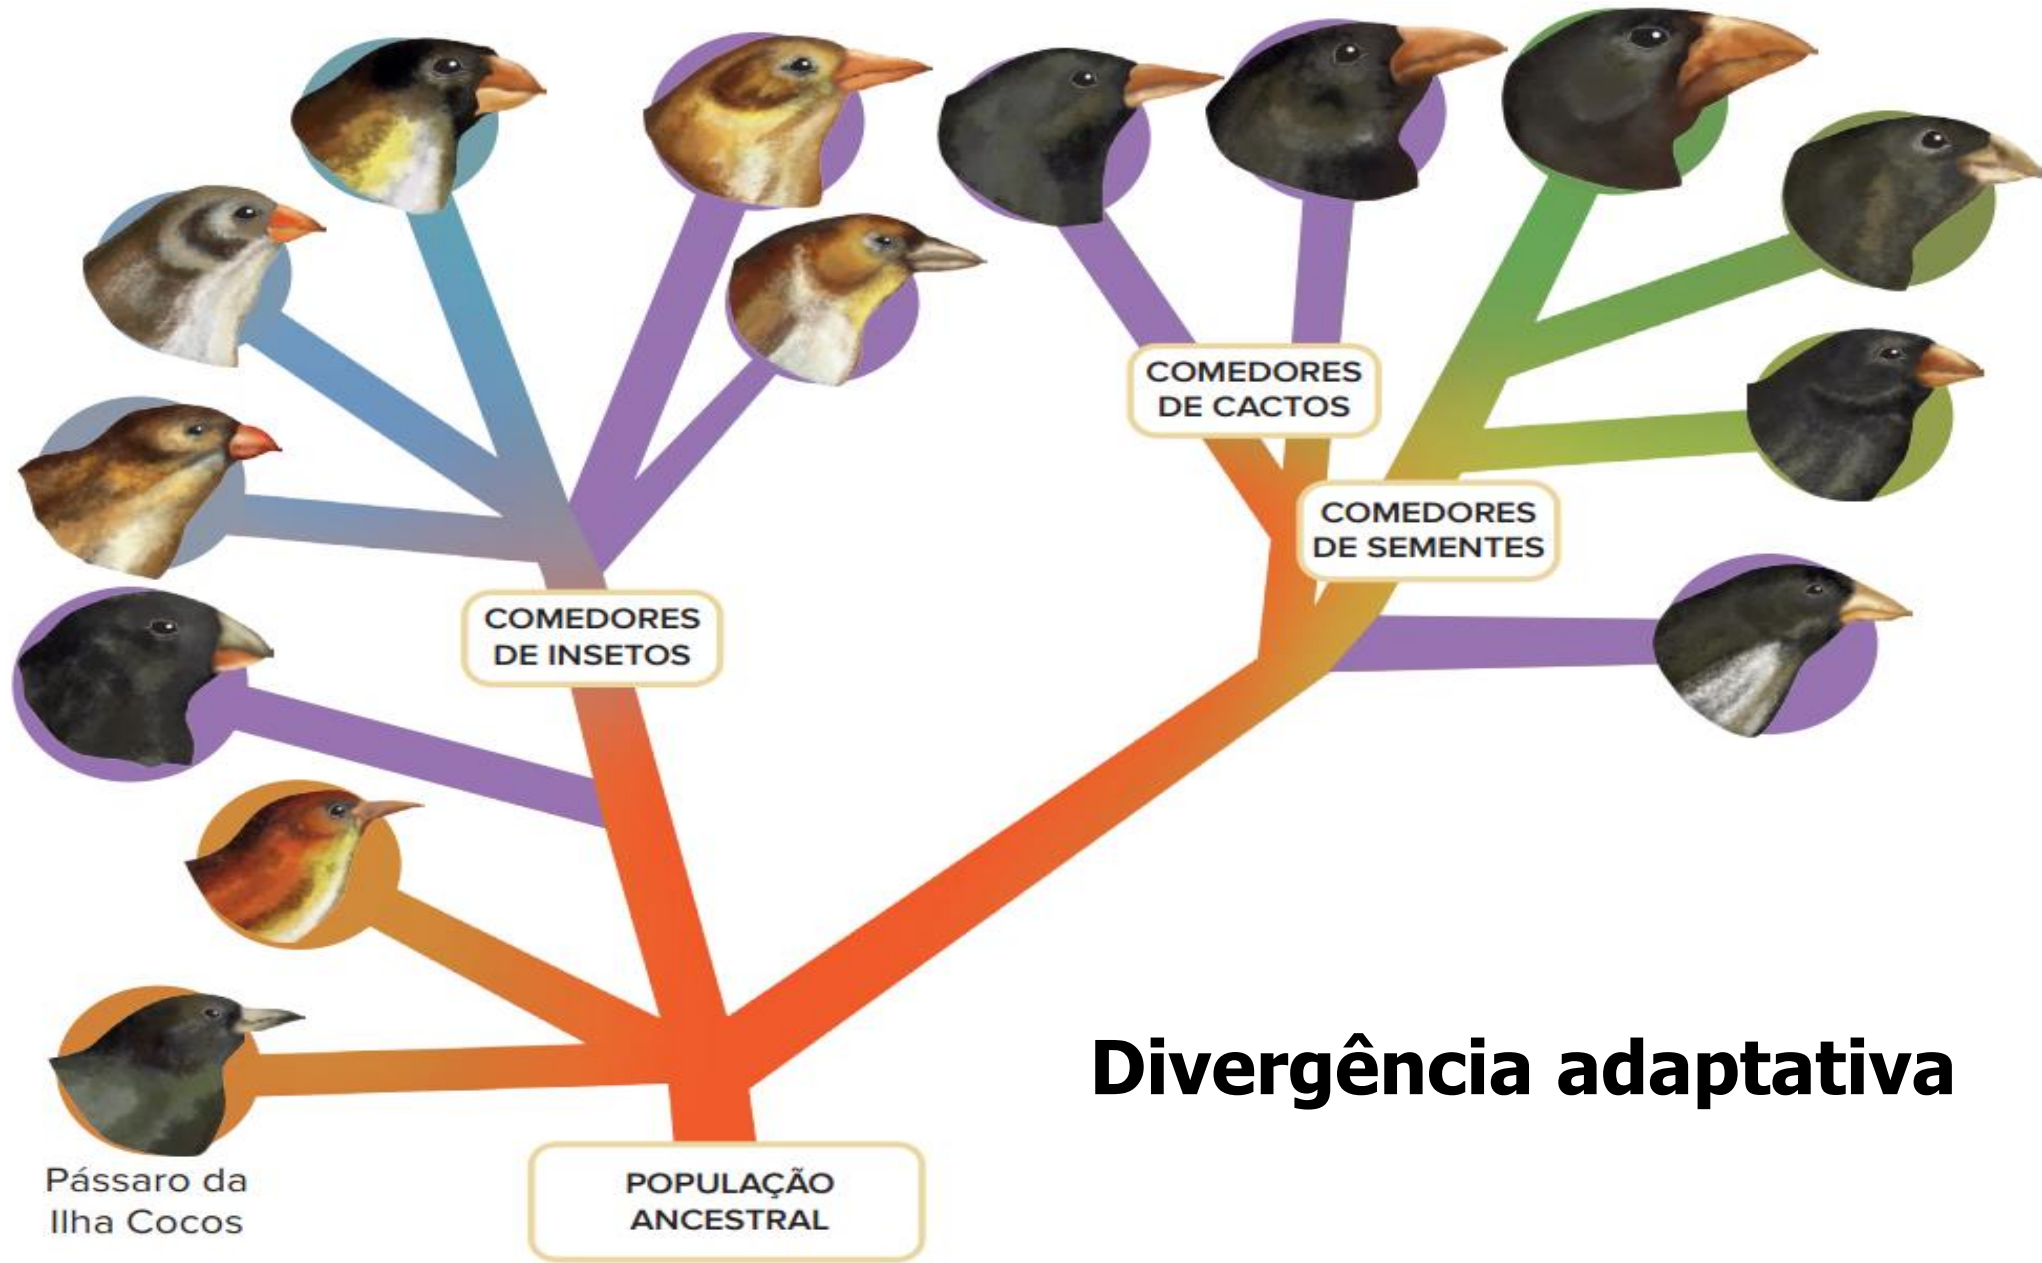 COMEDORES
DE CACTOS
COMEDORES
DE SEMENTES
COMEDORES
DE INSETOS
Divergência adaptativa
Pássaro da
Ilha Cocos
POPULAÇÃO
ANCESTRAL